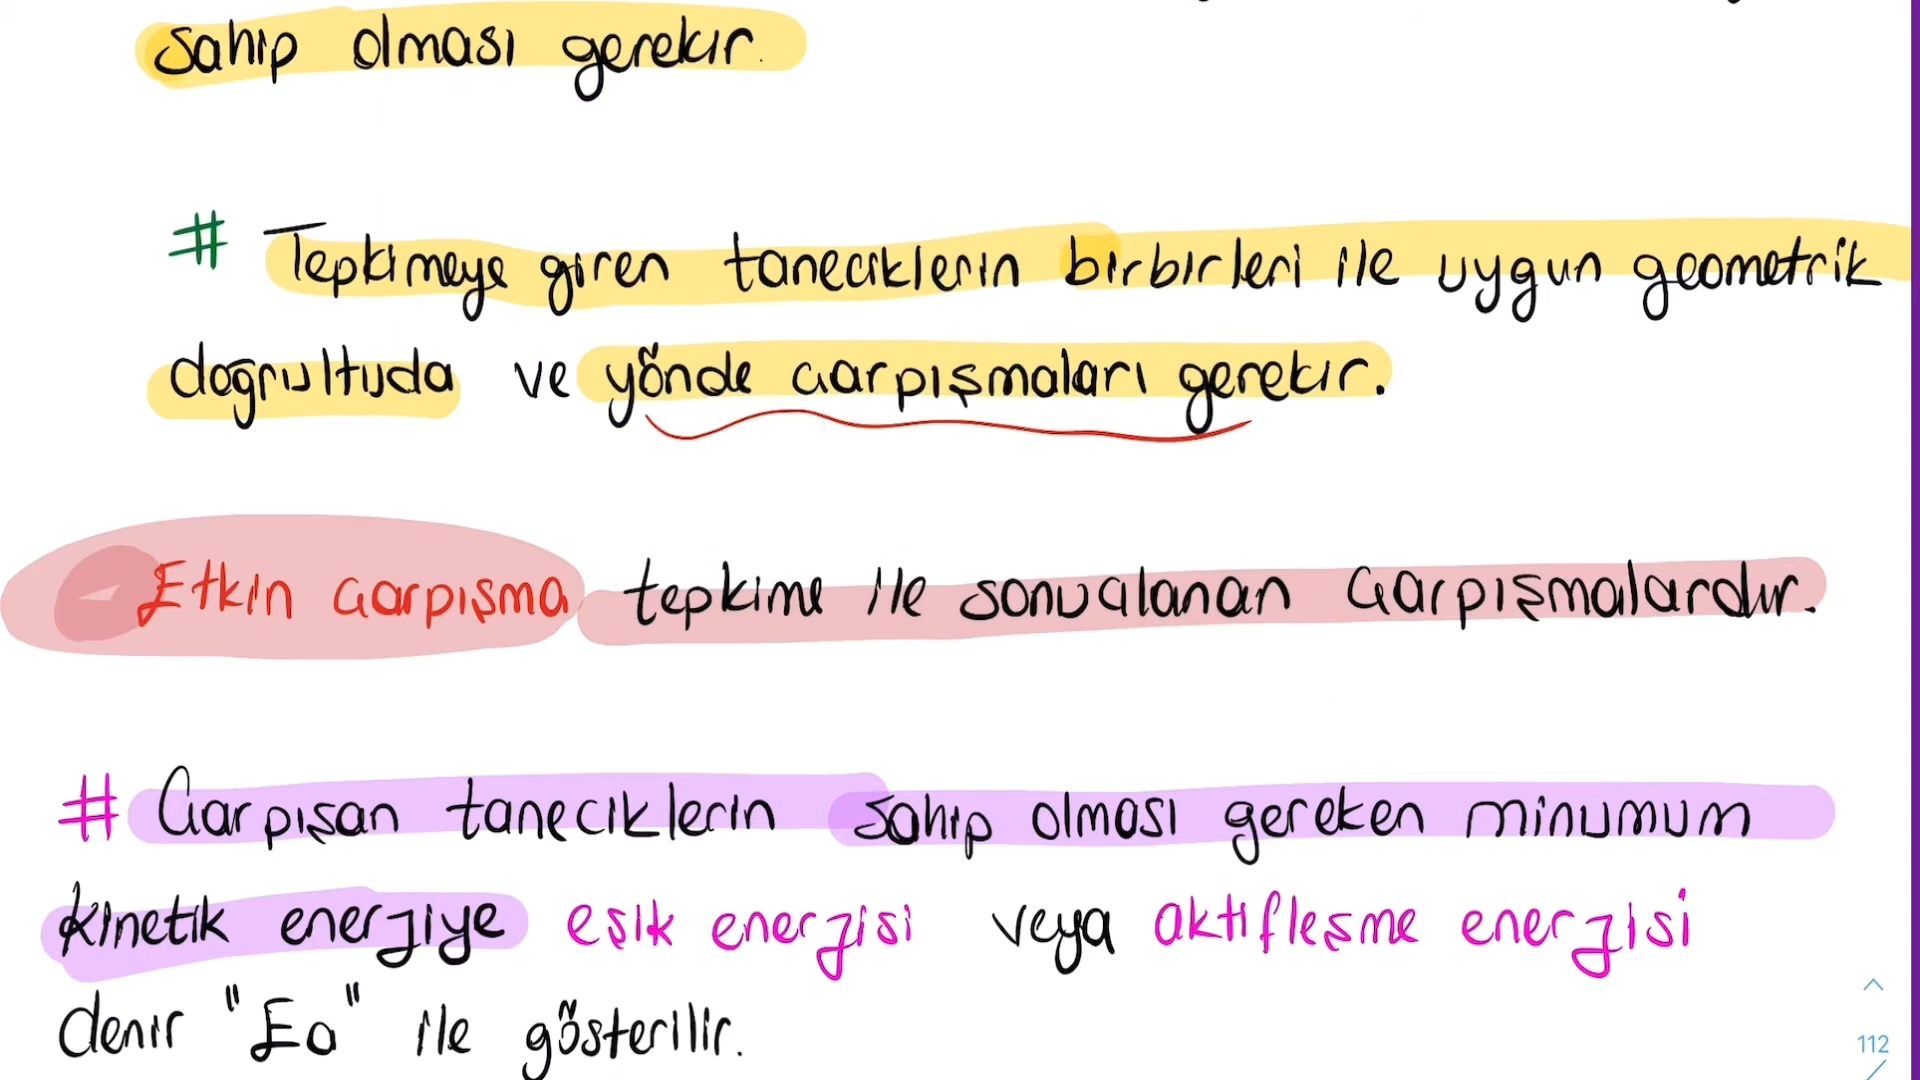 sahip olması gerekir.
# Tepkimeye giren taneciklerin birbirleri ile uygun geometrik
doğrultuda ve yönde çarpışmaları gerekir.
Etkin çarpışma tepkime ile sonuçlanan çarpışmalardır.
# Çarpışan taneciklerin sahip olması gereken minumum
kinetik enerjiye eşik enerjisi veya aktifleşme enerjisi
denir "Ea" ile gösterilir.
112